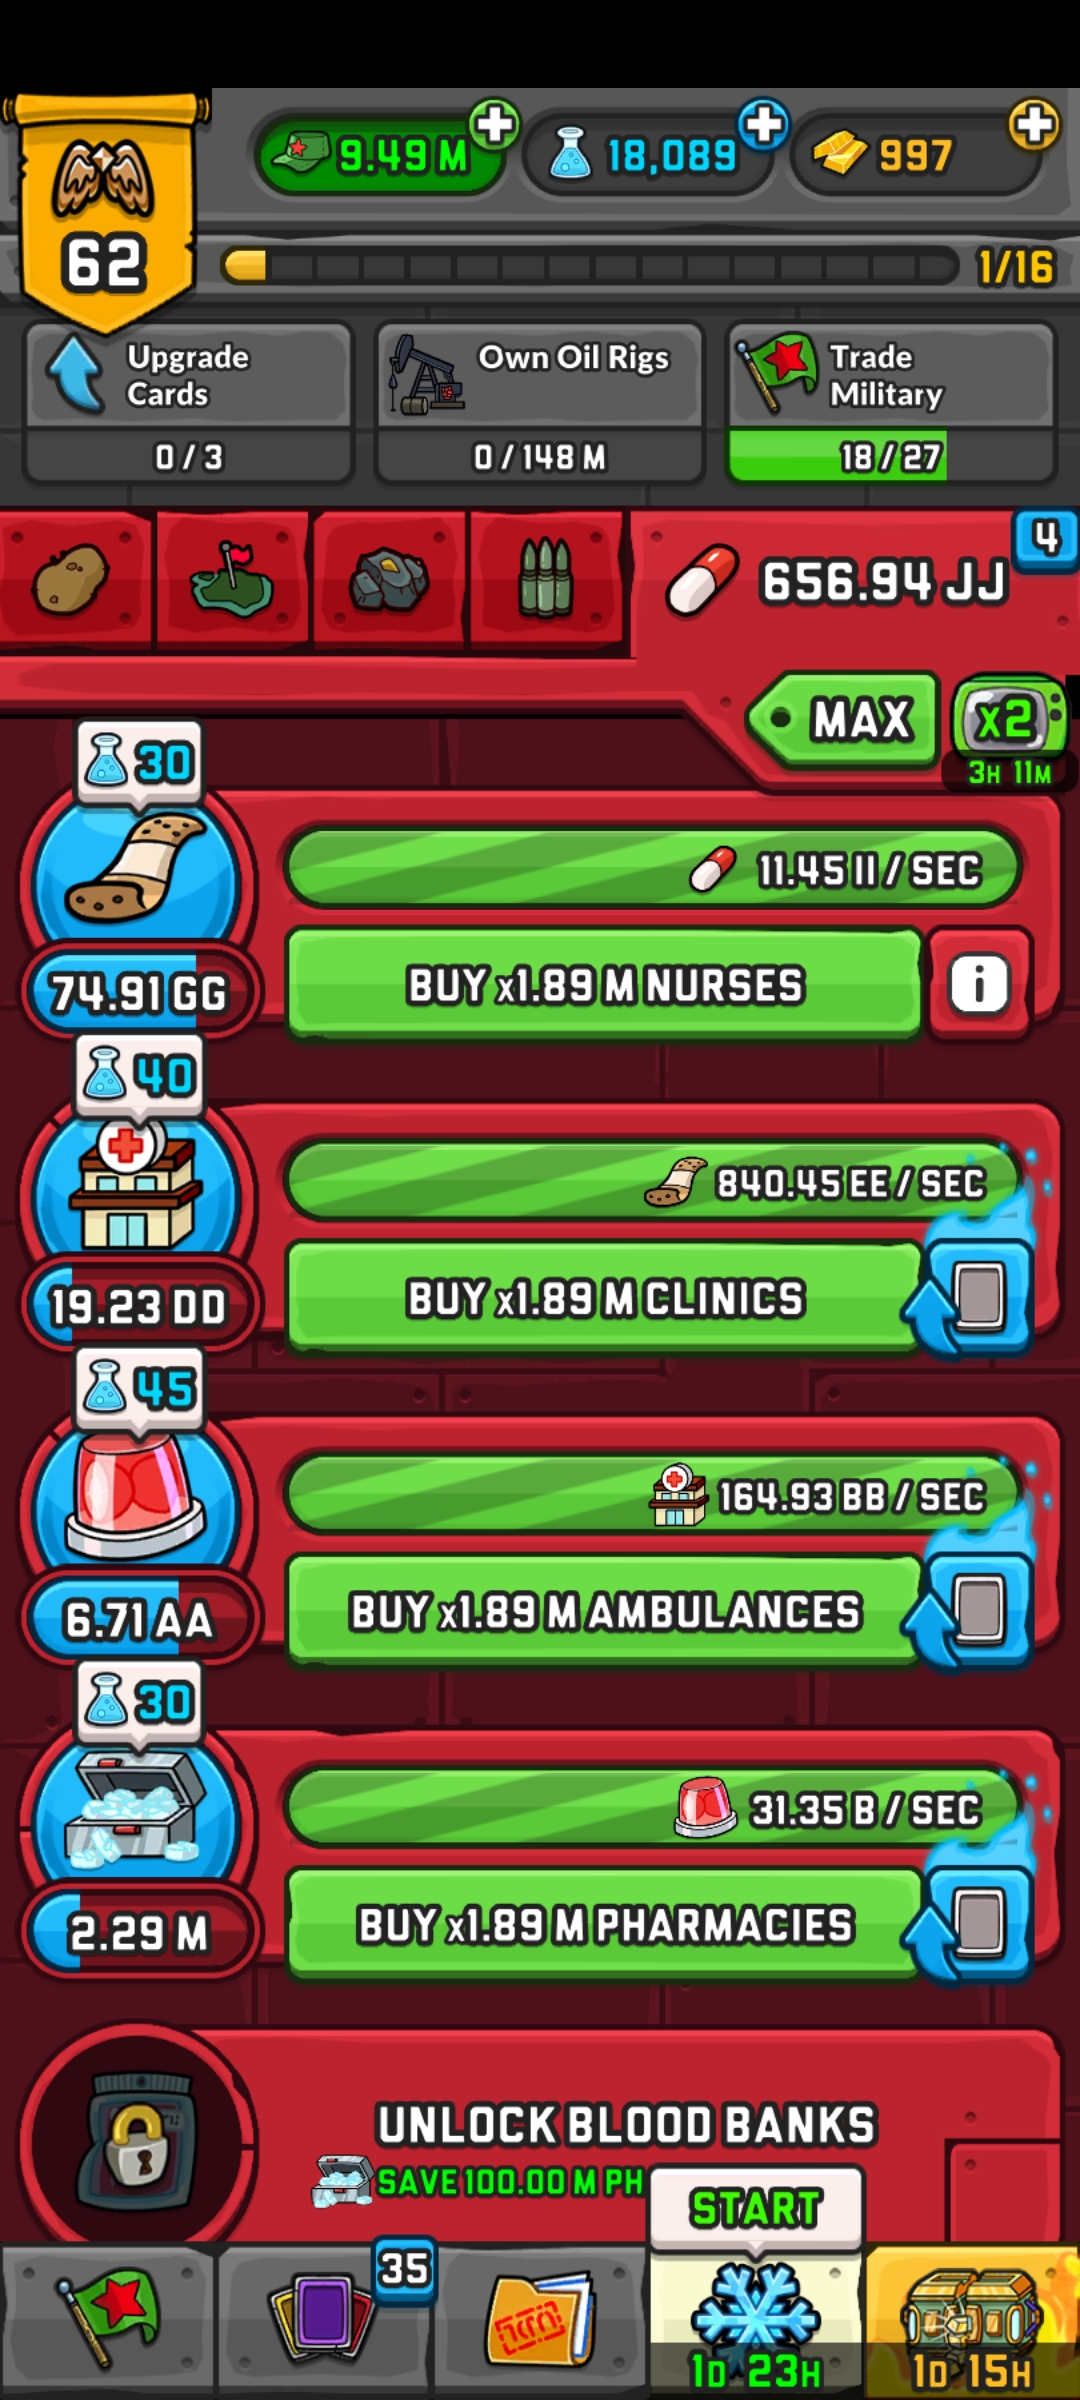 62
9.49 M
18,089
997
1/16
Upgrade
Cards
0 / 3
Own Oil Rigs
0 / 148 M
Trade
Military
18 / 27
656.94 JJ
4
MAX
x2
3H 11M
30
11.45 II / SEC
74.91 GG
BUY x1.89 M NURSES
i
40
840.45 EE / SEC
19.23 DD
BUY x1.89 M CLINICS
45
164.93 BB / SEC
6.71 AA
BUY x1.89 M AMBULANCES
30
31.35 B / SEC
2.29 M
BUY x1.89 M PHARMACIES
UNLOCK BLOOD BANKS
SAVE 100.00 M PH
START
35
1D 23H
1D 15H